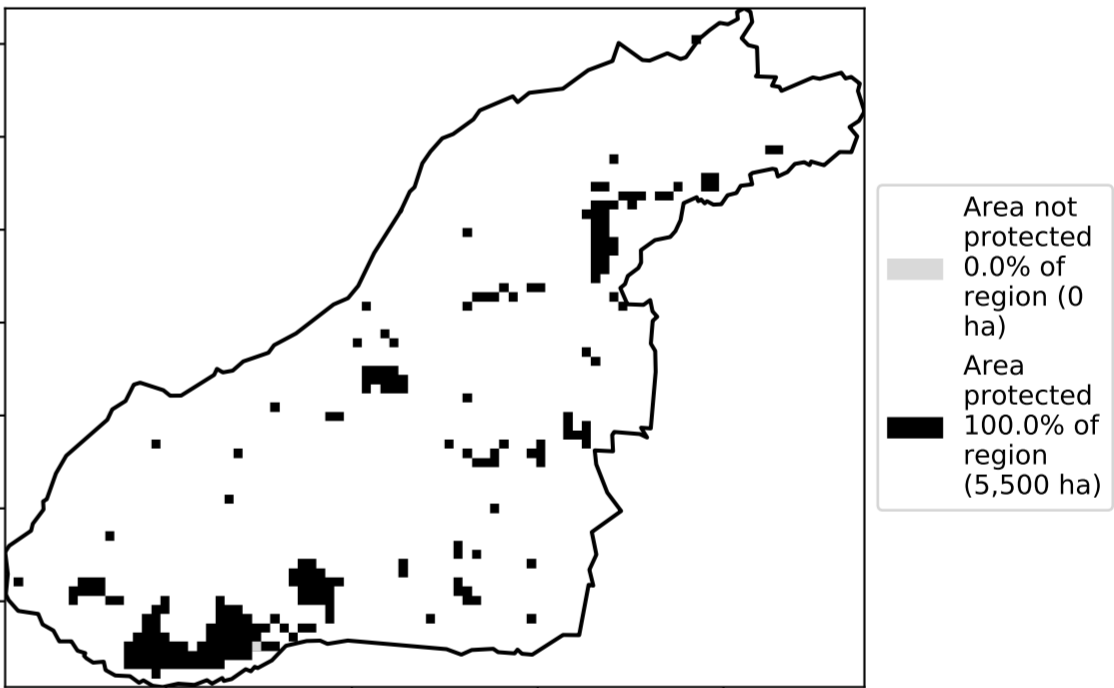 Area not
protected
0.0% of
region (0
ha)
Area
protected
100.0% of
region
(5,500 ha)